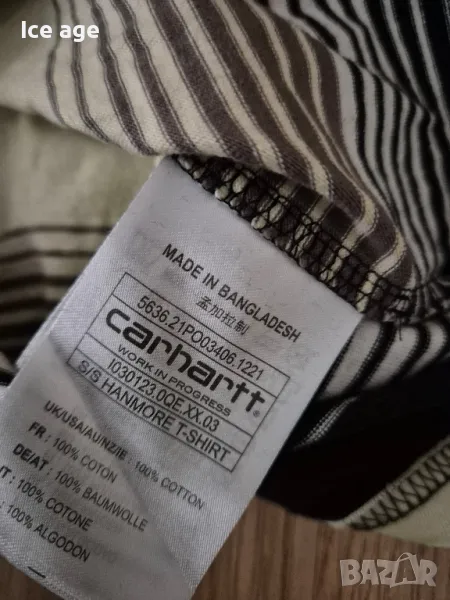 Ice age
MADE IN BANGLADESH
孟加拉制
5636.21PO03406.1221
carhartt
WORK IN PROGRESS
I030123.0QE.XX.03
S/S HANMORE T-SHIRT
UK/USA/AU/NZ/IE : 100% COTTON
FR : 100% COTON
DE/AT : 100% BAUMWOLLE
IT : 100% COTONE
: 100% ALGODON
BAZAR